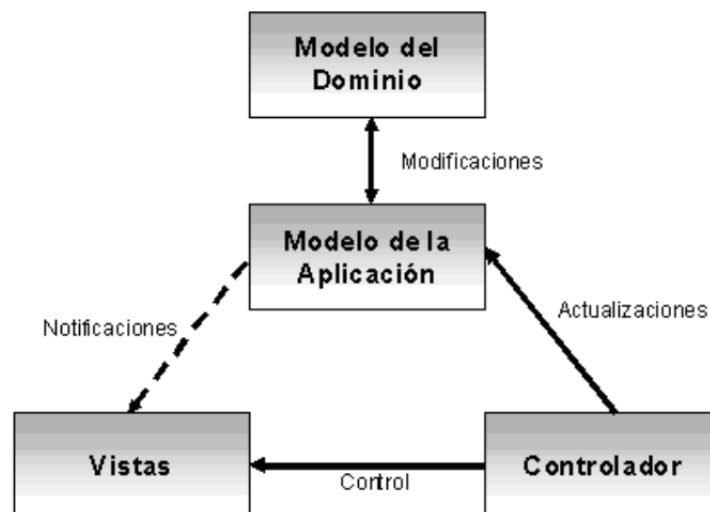 Modelo del
Dominio
Modificaciones
Modelo de la
Aplicación
Notificaciones
Actualizaciones
Vistas
Control
Controlador